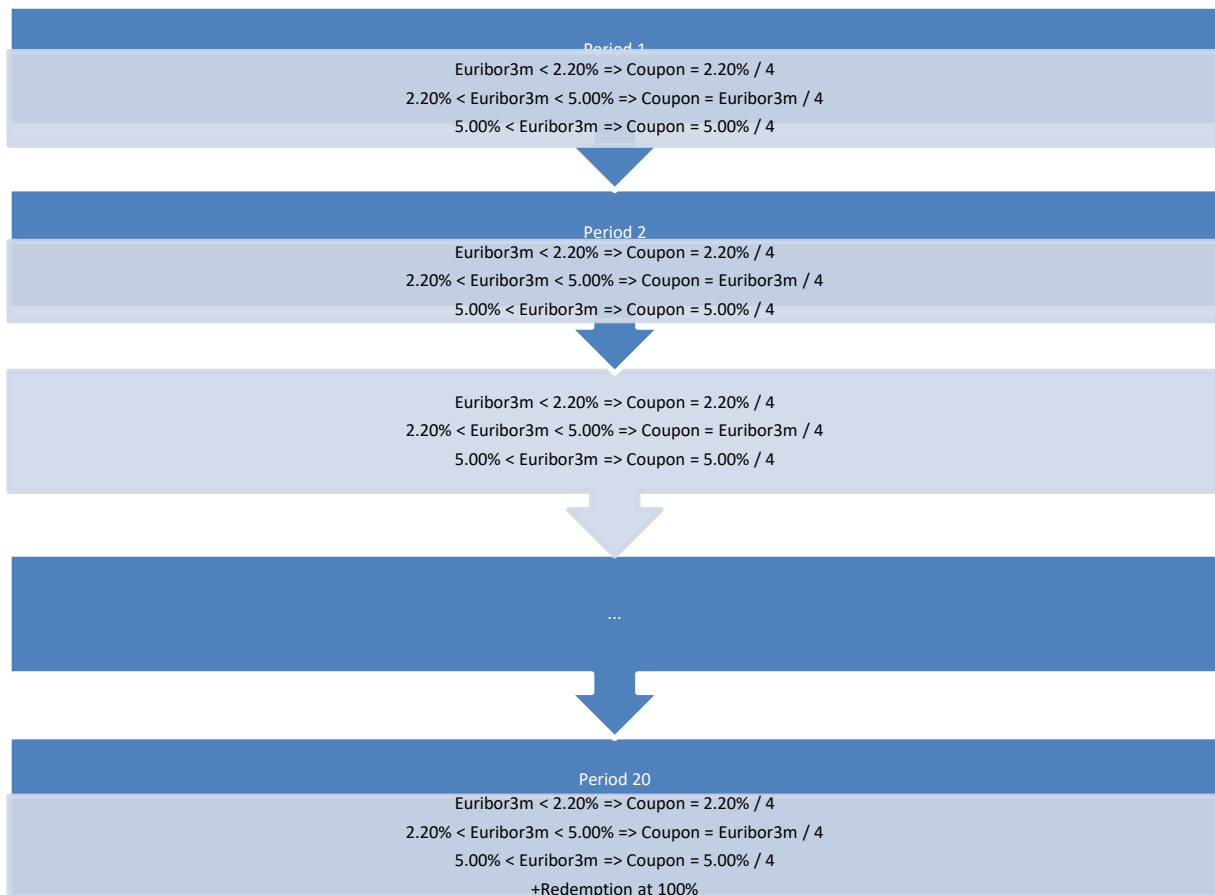 Period 1
Euribor3m < 2.20% => Coupon = 2.20% / 4
2.20% < Euribor3m < 5.00% => Coupon = Euribor3m / 4
5.00% < Euribor3m => Coupon = 5.00% / 4
Period 2
Euribor3m < 2.20% => Coupon = 2.20% / 4
2.20% < Euribor3m < 5.00% => Coupon = Euribor3m / 4
5.00% < Euribor3m => Coupon = 5.00% / 4
Euribor3m < 2.20% => Coupon = 2.20% / 4
2.20% < Euribor3m < 5.00% => Coupon = Euribor3m / 4
5.00% < Euribor3m => Coupon = 5.00% / 4
...
Period 20
Euribor3m < 2.20% => Coupon = 2.20% / 4
2.20% < Euribor3m < 5.00% => Coupon = Euribor3m / 4
5.00% < Euribor3m => Coupon = 5.00% / 4
+Redemption at 100%